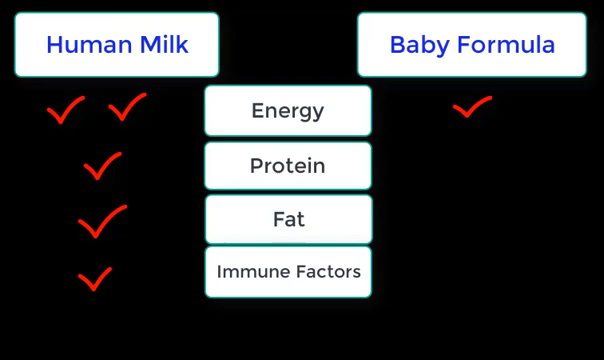 Human Milk
Baby Formula
Energy
Protein
Fat
Immune Factors